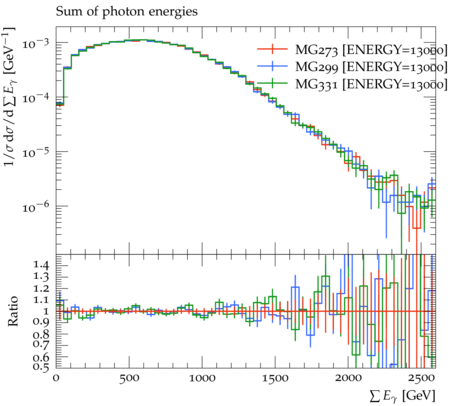 Sum of photon energies
MG273 [ENERGY=13000]
MG299 [ENERGY=13000]
MG331 [ENERGY=13000]
1/σ dσ/d ∑ Eγ [GeV⁻¹]
10⁻³
10⁻⁴
10⁻⁵
10⁻⁶
Ratio
1.4
1.3
1.2
1.1
1
0.9
0.8
0.7
0.6
0.5
0 500 1000 1500 2000 2500
∑ Eγ [GeV]